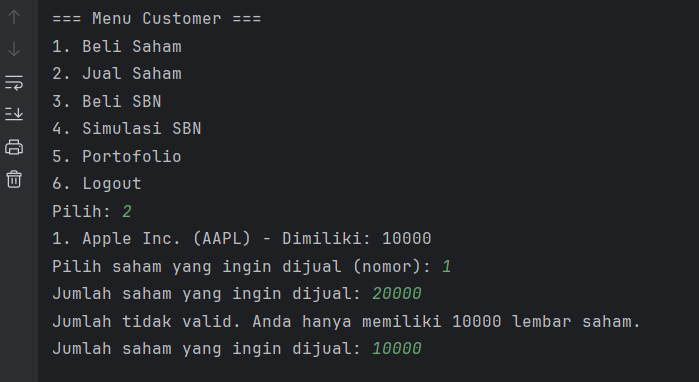 === Menu Customer ===
1. Beli Saham
2. Jual Saham
3. Beli SBN
4. Simulasi SBN
5. Portofolio
6. Logout
Pilih: 2
1. Apple Inc. (AAPL) - Dimiliki: 10000
Pilih saham yang ingin dijual (nomor): 1
Jumlah saham yang ingin dijual: 20000
Jumlah tidak valid. Anda hanya memiliki 10000 lembar saham.
Jumlah saham yang ingin dijual: 10000